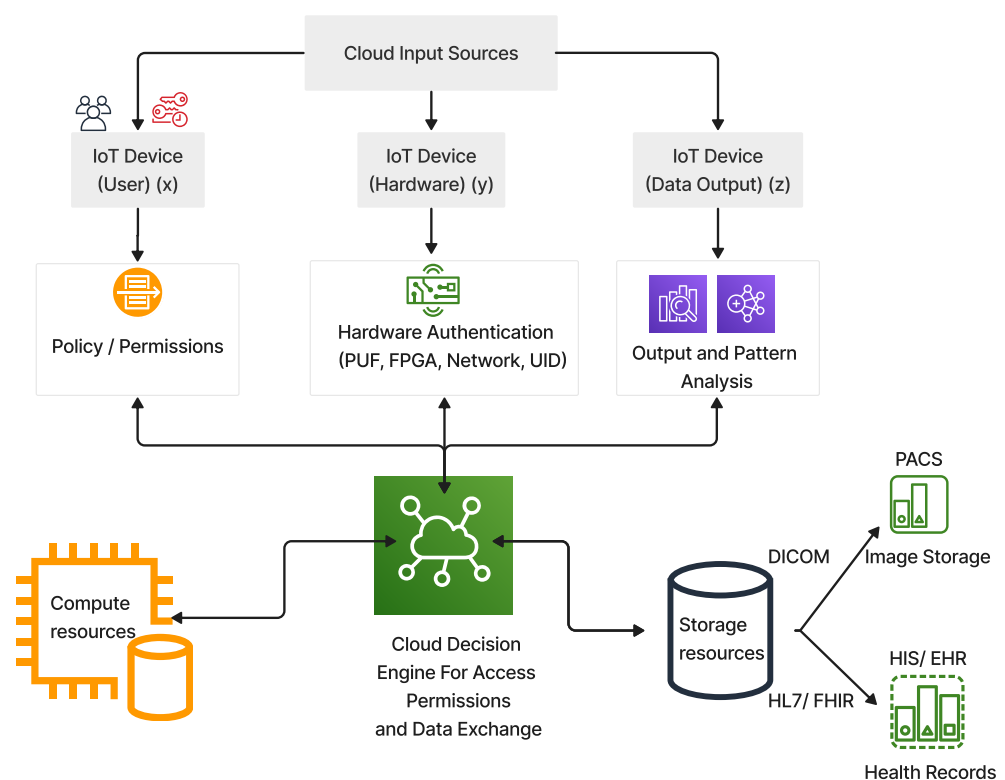 Cloud Input Sources
IoT Device
(User) (x)
IoT Device
(Hardware) (y)
IoT Device
(Data Output) (z)
Policy / Permissions
Hardware Authentication
(PUF, FPGA, Network, UID)
Output and Pattern
Analysis
PACS
DICOM
Image Storage
Compute
resources
Storage
resources
Cloud Decision
Engine For Access
Permissions
and Data Exchange
HIS/ EHR
HL7/ FHIR
Health Records